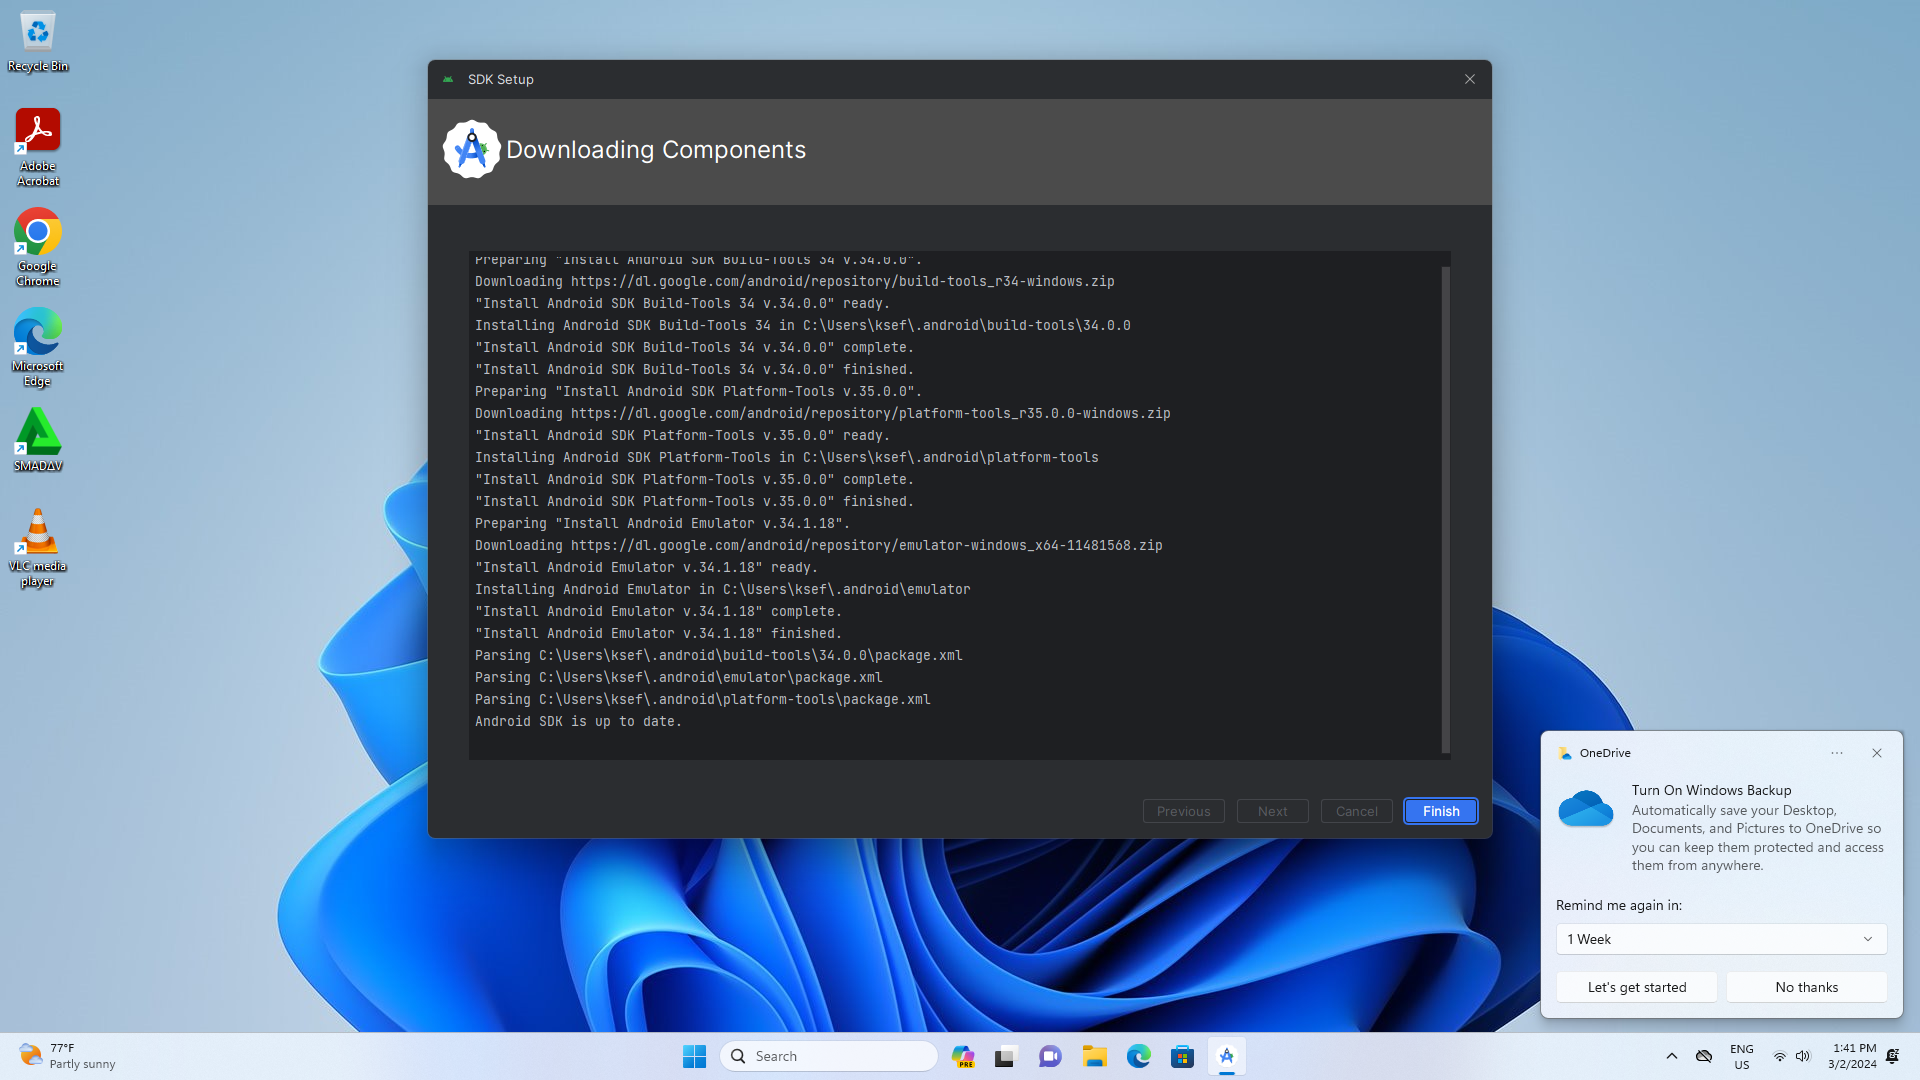 Recycle Bin
Adobe
Acrobat
Google
Chrome
Microsoft
Edge
SMADΔV
VLC media
player
SDK Setup
Downloading Components
Preparing "Install Android SDK Build-Tools 34 v.34.0.0".
Downloading https://dl.google.com/android/repository/build-tools_r34-windows.zip
"Install Android SDK Build-Tools 34 v.34.0.0" ready.
Installing Android SDK Build-Tools 34 in C:\Users\ksef\.android\build-tools\34.0.0
"Install Android SDK Build-Tools 34 v.34.0.0" complete.
"Install Android SDK Build-Tools 34 v.34.0.0" finished.
Preparing "Install Android SDK Platform-Tools v.35.0.0".
Downloading https://dl.google.com/android/repository/platform-tools_r35.0.0-windows.zip
"Install Android SDK Platform-Tools v.35.0.0" ready.
Installing Android SDK Platform-Tools in C:\Users\ksef\.android\platform-tools
"Install Android SDK Platform-Tools v.35.0.0" complete.
"Install Android SDK Platform-Tools v.35.0.0" finished.
Preparing "Install Android Emulator v.34.1.18".
Downloading https://dl.google.com/android/repository/emulator-windows_x64-11481568.zip
"Install Android Emulator v.34.1.18" ready.
Installing Android Emulator in C:\Users\ksef\.android\emulator
"Install Android Emulator v.34.1.18" complete.
"Install Android Emulator v.34.1.18" finished.
Parsing C:\Users\ksef\.android\build-tools\34.0.0\package.xml
Parsing C:\Users\ksef\.android\emulator\package.xml
Parsing C:\Users\ksef\.android\platform-tools\package.xml
Android SDK is up to date.
Previous
Next
Cancel
Finish
OneDrive
Turn On Windows Backup
Automatically save your Desktop,
Documents, and Pictures to OneDrive so
you can keep them protected and access
them from anywhere.
Remind me again in:
1 Week
Let's get started
No thanks
77°F
Partly sunny
Search
PRE
ENG
US
1:41 PM
3/2/2024